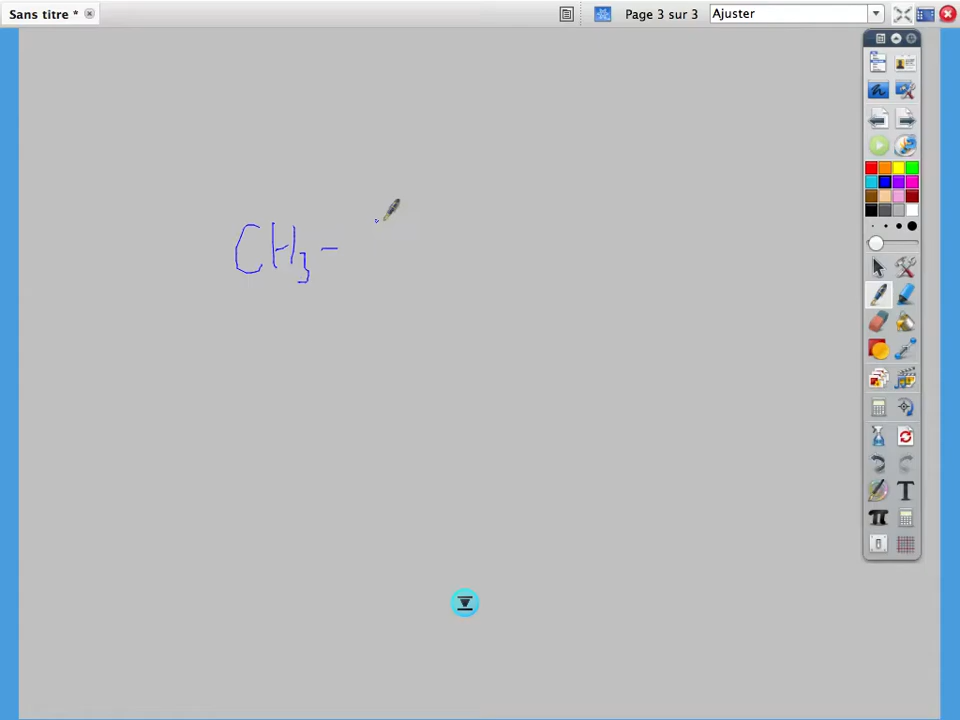 Sans titre *
Page 3 sur 3
Ajuster
CH₃-
T